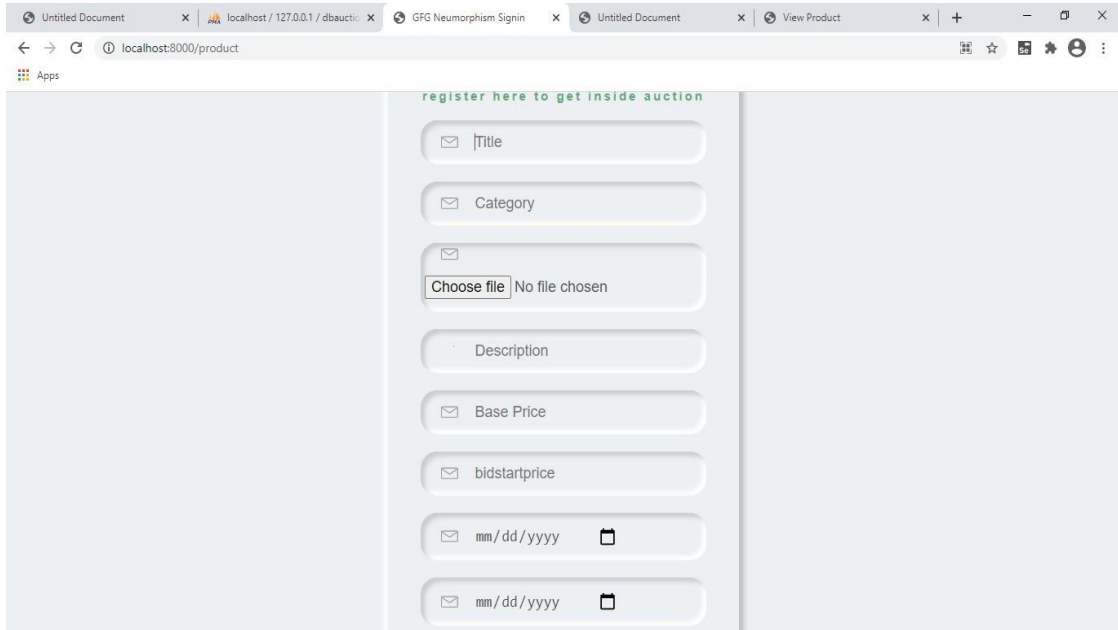 Untitled Document
localhost / 127.0.0.1 / dbauctic
GFG Neumorphism Signin
Untitled Document
View Product
localhost:8000/product
Apps
register here to get inside auction
Title
Category
Choose file No file chosen
Description
Base Price
bidstartprice
mm/dd/yyyy
mm/dd/yyyy